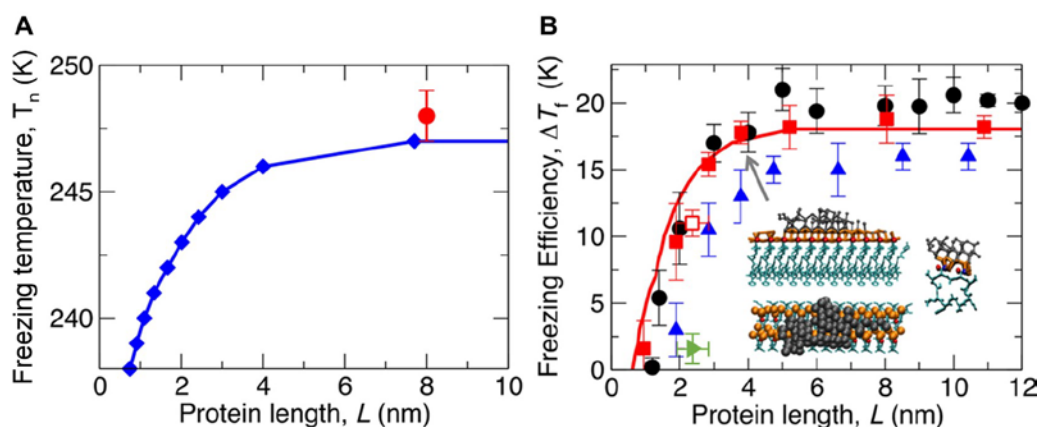 A
Freezing temperature, Tn (K)
250
245
240
0 2 4 6 8 10
Protein length, L (nm)
B
Freezing Efficiency, ΔTf (K)
20
15
10
5
0
0 2 4 6 8 10 12
Protein length, L (nm)